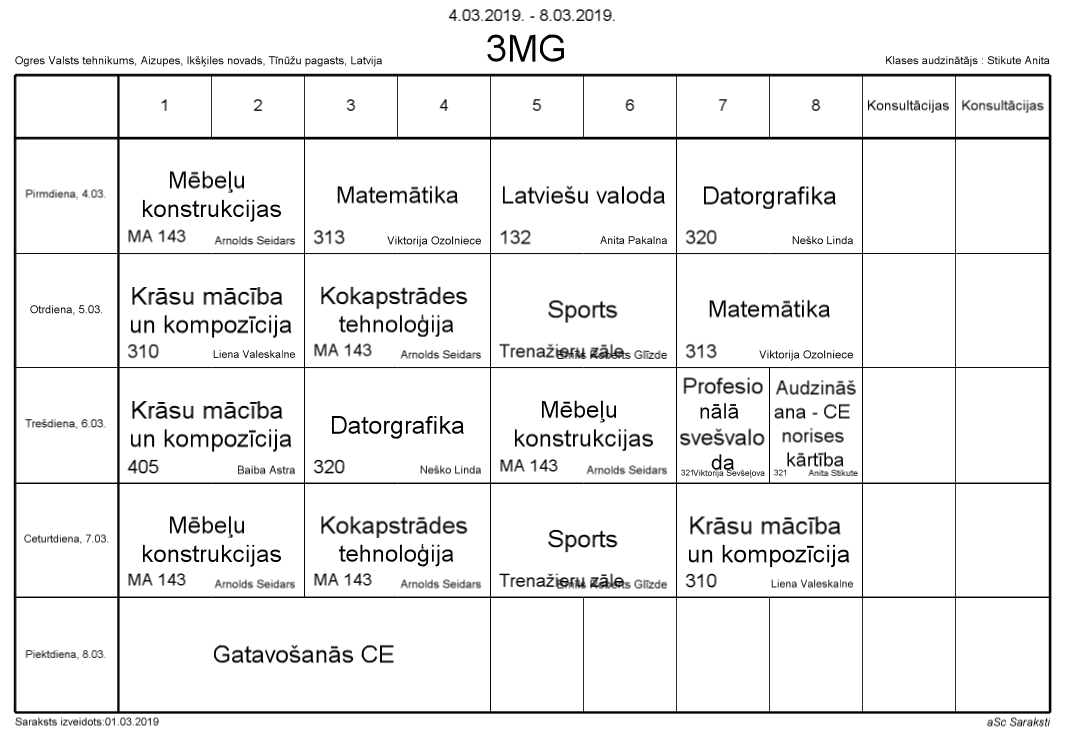 4.03.2019. - 8.03.2019.
3MG
Ogres Valsts tehnikums, Aizupes, Ikšķiles novads, Tīnūžu pagasts, Latvija
Klases audzinātājs : Stikute Anita
1 2 3 4 5 6 7 8 Konsultācijas Konsultācijas
Pirmdiena, 4.03.
Mēbeļu
konstrukcijas
MA 143 Arnolds Seidars
Matemātika
313 Viktorija Ozolniece
Latviešu valoda
132 Anita Pakalna
Datorgrafika
320 Neško Linda
Otrdiena, 5.03.
Krāsu mācība
un kompozīcija
310 Liena Valeskalne
Kokapstrādes
tehnoloģija
MA 143 Arnolds Seidars
Sports
Trenažieru zāle Emīls Roberts Glīzde
Matemātika
313 Viktorija Ozolniece
Trešdiena, 6.03.
Krāsu mācība
un kompozīcija
405 Baiba Astra
Datorgrafika
320 Neško Linda
Mēbeļu
konstrukcijas
MA 143 Arnolds Seidars
Profesio
nālā
svešvalo
da
321 Viktorija Sevšeļova
Audzināš
ana - CE
norises
kārtība
321 Anita Stikute
Ceturtdiena, 7.03.
Mēbeļu
konstrukcijas
MA 143 Arnolds Seidars
Kokapstrādes
tehnoloģija
MA 143 Arnolds Seidars
Sports
Trenažieru zāle Emīls Roberts Glīzde
Krāsu mācība
un kompozīcija
310 Liena Valeskalne
Piektdiena, 8.03.
Gatavošanās CE
Saraksts izveidots:01.03.2019
aSc Saraksti